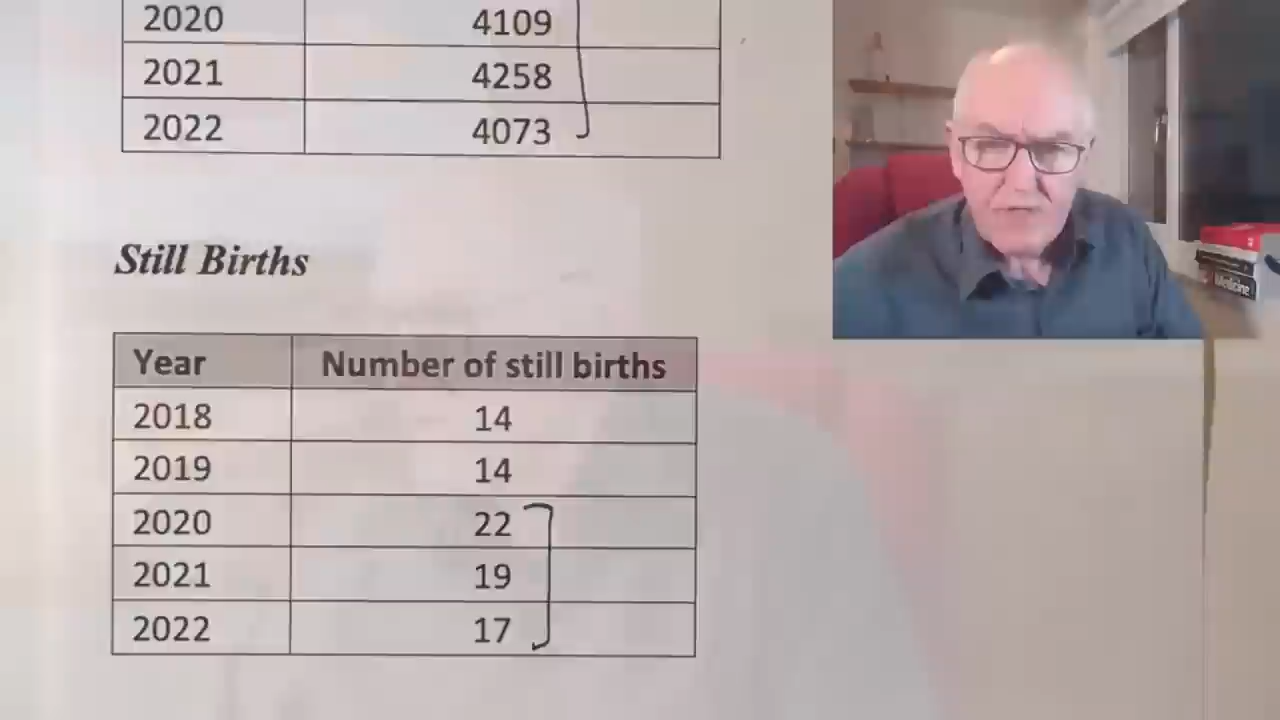 2020 4109
2021 4258
2022 4073
Still Births
Year Number of still births
2018 14
2019 14
2020 22
2021 19
2022 17
Medicine